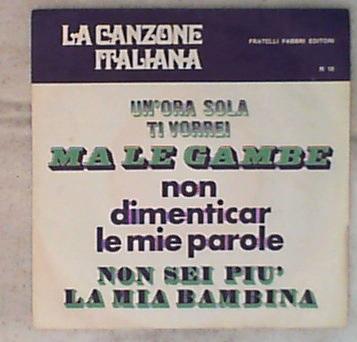 LA CANZONE
ITALIANA
FRATELLI FABBRI EDITORI
R 18
UN'ORA SOLA
TI VORREI
MA LE GAMBE
non
dimenticar
le mie parole
NON SEI PIU'
LA MIA BAMBINA